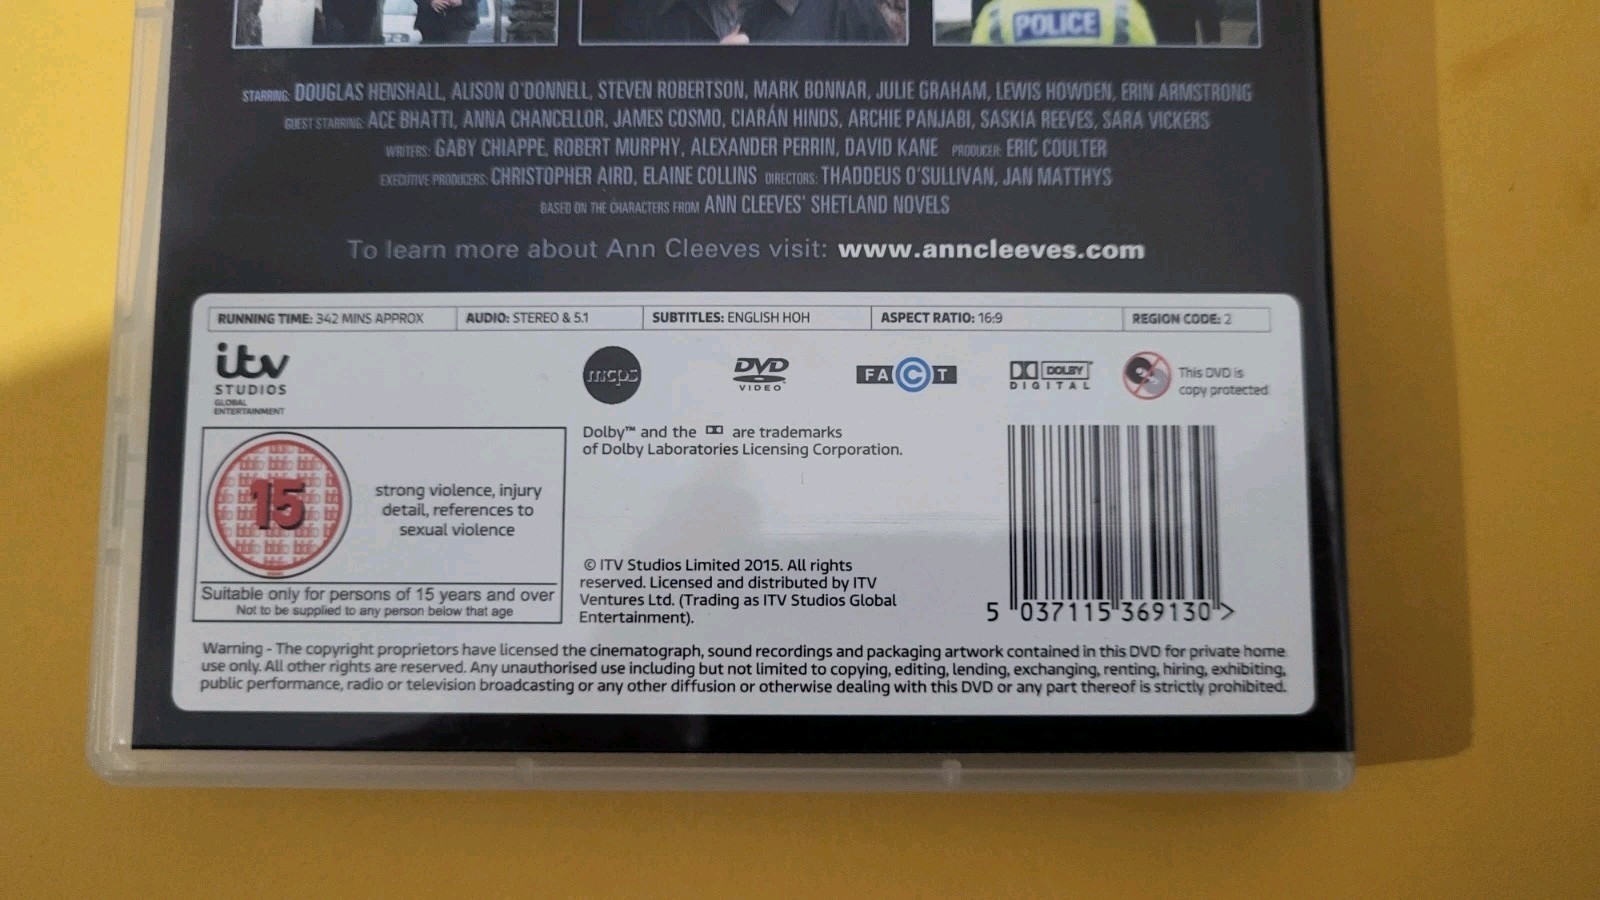 POLICE
STARRING: DOUGLAS HENSHALL, ALISON O'DONNELL, STEVEN ROBERTSON, MARK BONNAR, JULIE GRAHAM, LEWIS HOWDEN, ERIN ARMSTRONG
GUEST STARRING: ACE BHATTI, ANNA CHANCELLOR, JAMES COSMO, CIARÁN HINDS, ARCHIE PANJABI, SASKIA REEVES, SARA VICKERS
WRITERS: GABY CHIAPPE, ROBERT MURPHY, ALEXANDER PERRIN, DAVID KANE PRODUCER: ERIC COULTER
EXECUTIVE PRODUCERS: CHRISTOPHER AIRD, ELAINE COLLINS DIRECTORS: THADDEUS O'SULLIVAN, JAN MATTHYS
BASED ON THE CHARACTERS FROM ANN CLEEVES' SHETLAND NOVELS
To learn more about Ann Cleeves visit: www.anncleeves.com
RUNNING TIME: 342 MINS APPROX AUDIO: STEREO & 5.1 SUBTITLES: ENGLISH HOH ASPECT RATIO: 16:9 REGION CODE: 2
itv
STUDIOS
GLOBAL
ENTERTAINMENT
mcps
DVD
VIDEO
FACT
DOLBY
DIGITAL
This DVD is
copy protected
Dolby™ and the are trademarks
of Dolby Laboratories Licensing Corporation.
15
strong violence, injury
detail, references to
sexual violence
Suitable only for persons of 15 years and over
Not to be supplied to any person below that age
© ITV Studios Limited 2015. All rights
reserved. Licensed and distributed by ITV
Ventures Ltd. (Trading as ITV Studios Global
Entertainment).
5 037115 369130 >
Warning - The copyright proprietors have licensed the cinematograph, sound recordings and packaging artwork contained in this DVD for private home
use only. All other rights are reserved. Any unauthorised use including but not limited to copying, editing, lending, exchanging, renting, hiring, exhibiting,
public performance, radio or television broadcasting or any other diffusion or otherwise dealing with this DVD or any part thereof is strictly prohibited.